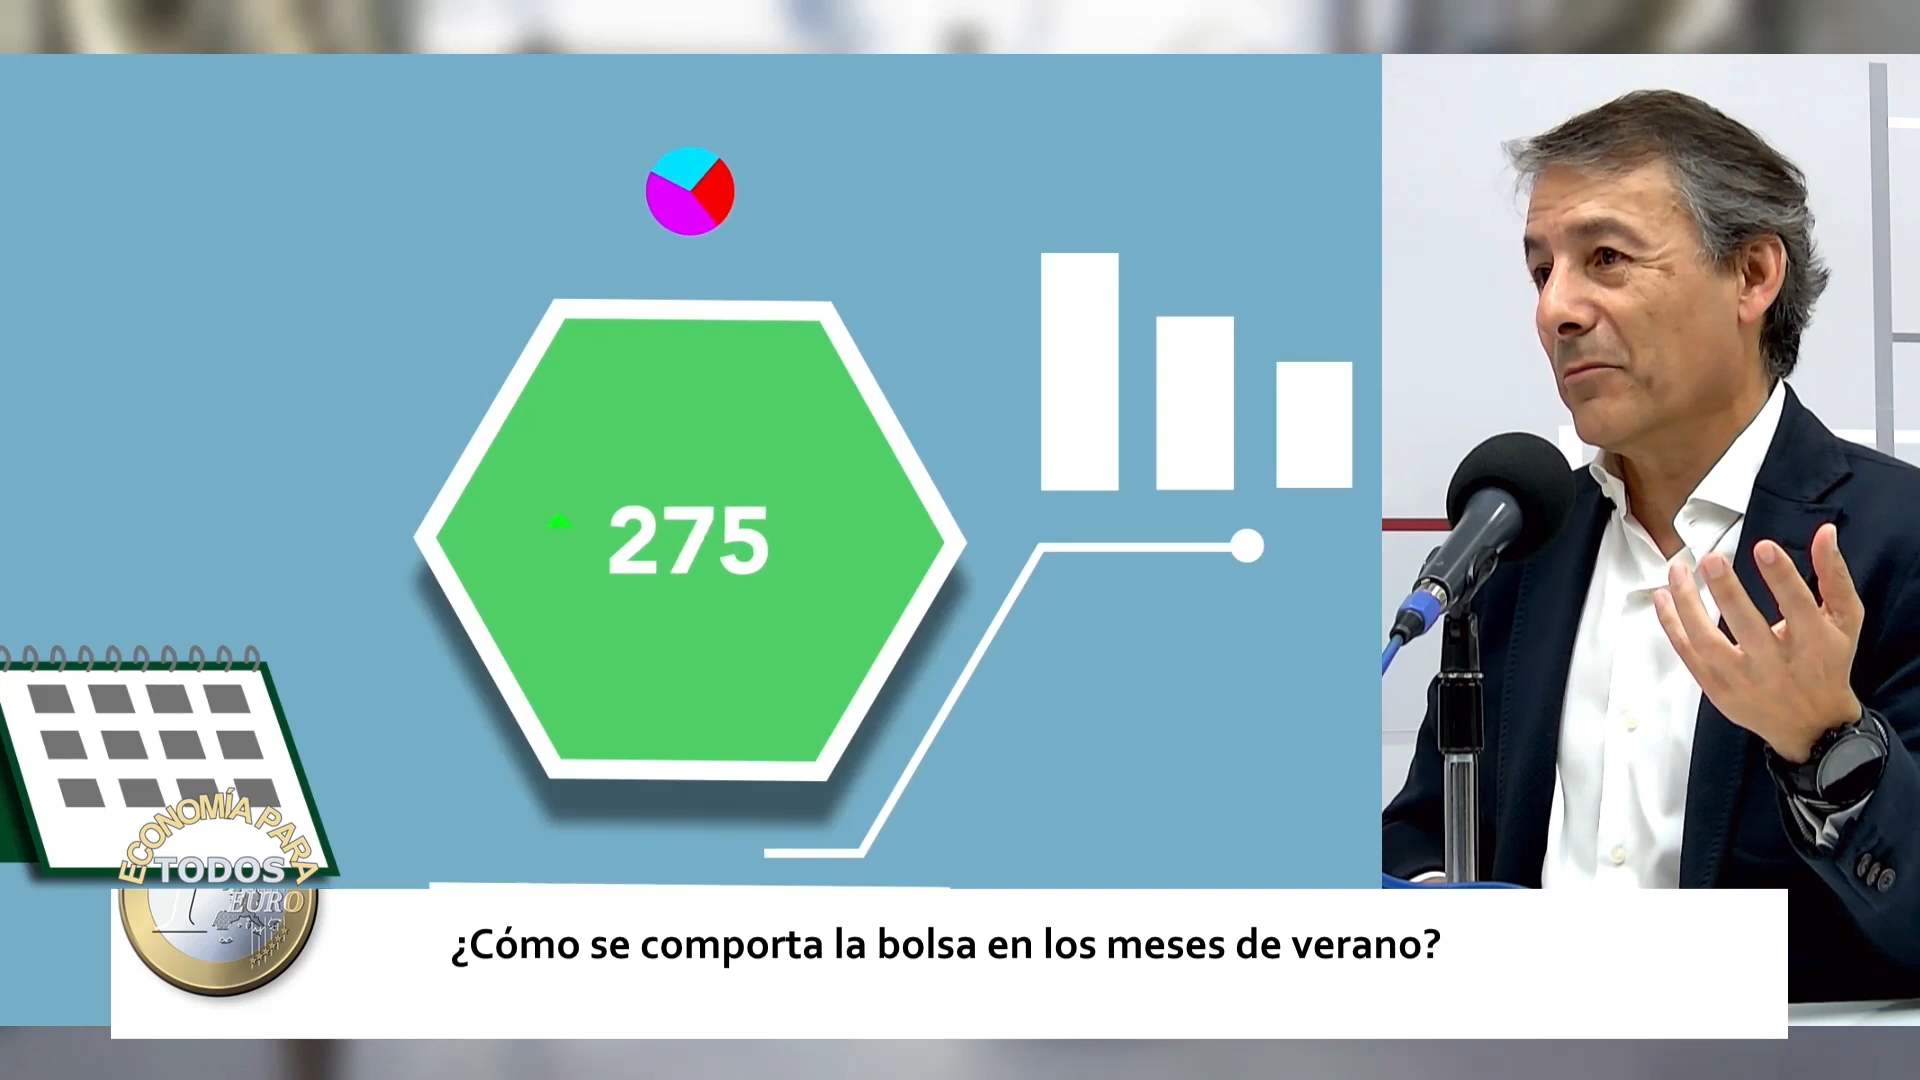 275
ECONOMÍA PARA
TODOS
EURO
¿Cómo se comporta la bolsa en los meses de verano?